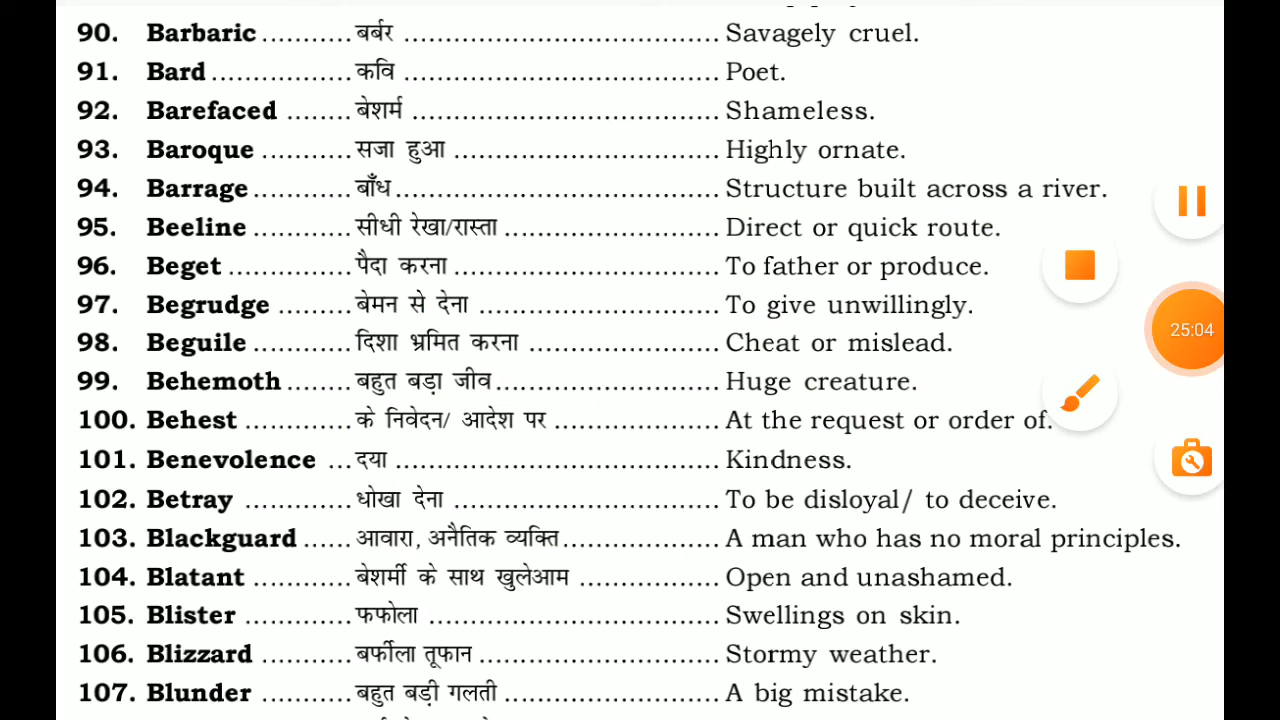 90. Barbaric ........... बर्बर ...................................... Savagely cruel.
91. Bard ................. कवि ...................................... Poet.
92. Barefaced ........ बेशर्म ..................................... Shameless.
93. Baroque ........... सजा हुआ ................................ Highly ornate.
94. Barrage ............ बाँध ....................................... Structure built across a river.
95. Beeline ............ सीधी रेखा/रास्ता .......................... Direct or quick route.
96. Beget ............... पैदा करना ................................ To father or produce.
97. Begrudge ......... बेमन से देना ............................. To give unwillingly.
98. Beguile ............ दिशा भ्रमित करना ....................... Cheat or mislead.
99. Behemoth ........ बहुत बड़ा जीव ........................... Huge creature.
100. Behest ............. के निवेदन/ आदेश पर .................... At the request or order of.
101. Benevolence ... दया ....................................... Kindness.
102. Betray ............. धोखा देना ................................ To be disloyal/ to deceive.
103. Blackguard ...... आवारा, अनैतिक व्यक्ति ................... A man who has no moral principles.
104. Blatant ............ बेशर्मी के साथ खुलेआम ................. Open and unashamed.
105. Blister ............. फफोला ................................... Swellings on skin.
106. Blizzard ........... बर्फीला तूफान ............................. Stormy weather.
107. Blunder ........... बहुत बड़ी गलती .......................... A big mistake.
25:04